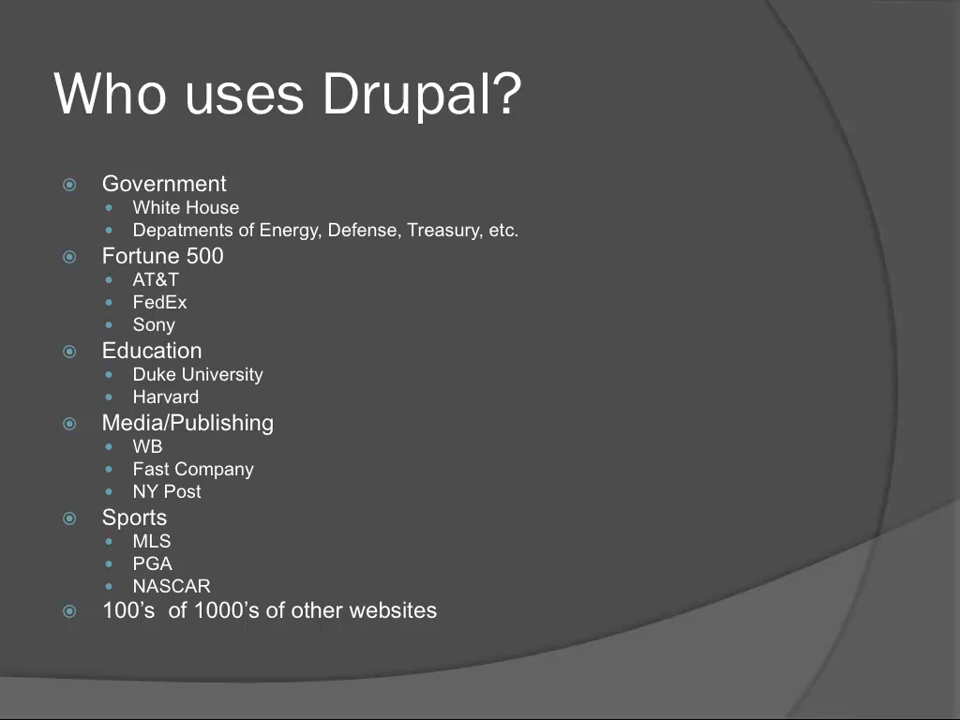 Who uses Drupal?
Government
White House
Depatments of Energy, Defense, Treasury, etc.
Fortune 500
AT&T
FedEx
Sony
Education
Duke University
Harvard
Media/Publishing
WB
Fast Company
NY Post
Sports
MLS
PGA
NASCAR
100’s  of 1000’s of other websites